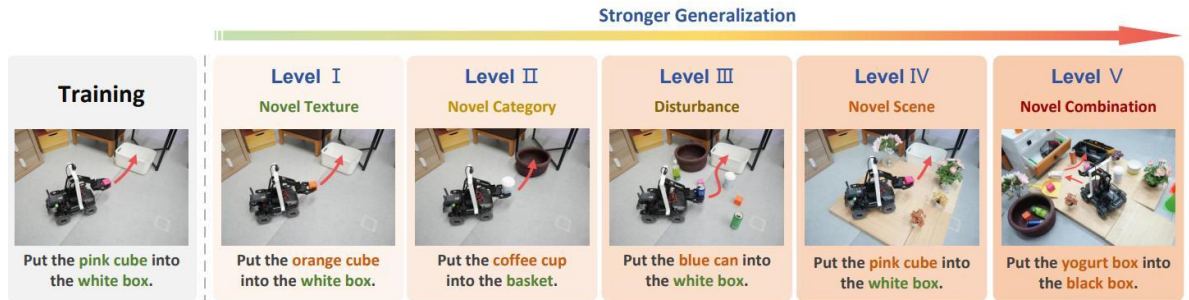 Stronger Generalization
Training
Put the pink cube into
the white box.
Level Ⅰ
Novel Texture
Put the orange cube
into the white box.
Level Ⅱ
Novel Category
Put the coffee cup
into the basket.
Level Ⅲ
Disturbance
Put the blue can into
the white box.
Level Ⅳ
Novel Scene
Put the pink cube into
the white box.
Level Ⅴ
Novel Combination
Put the yogurt box into
the black box.